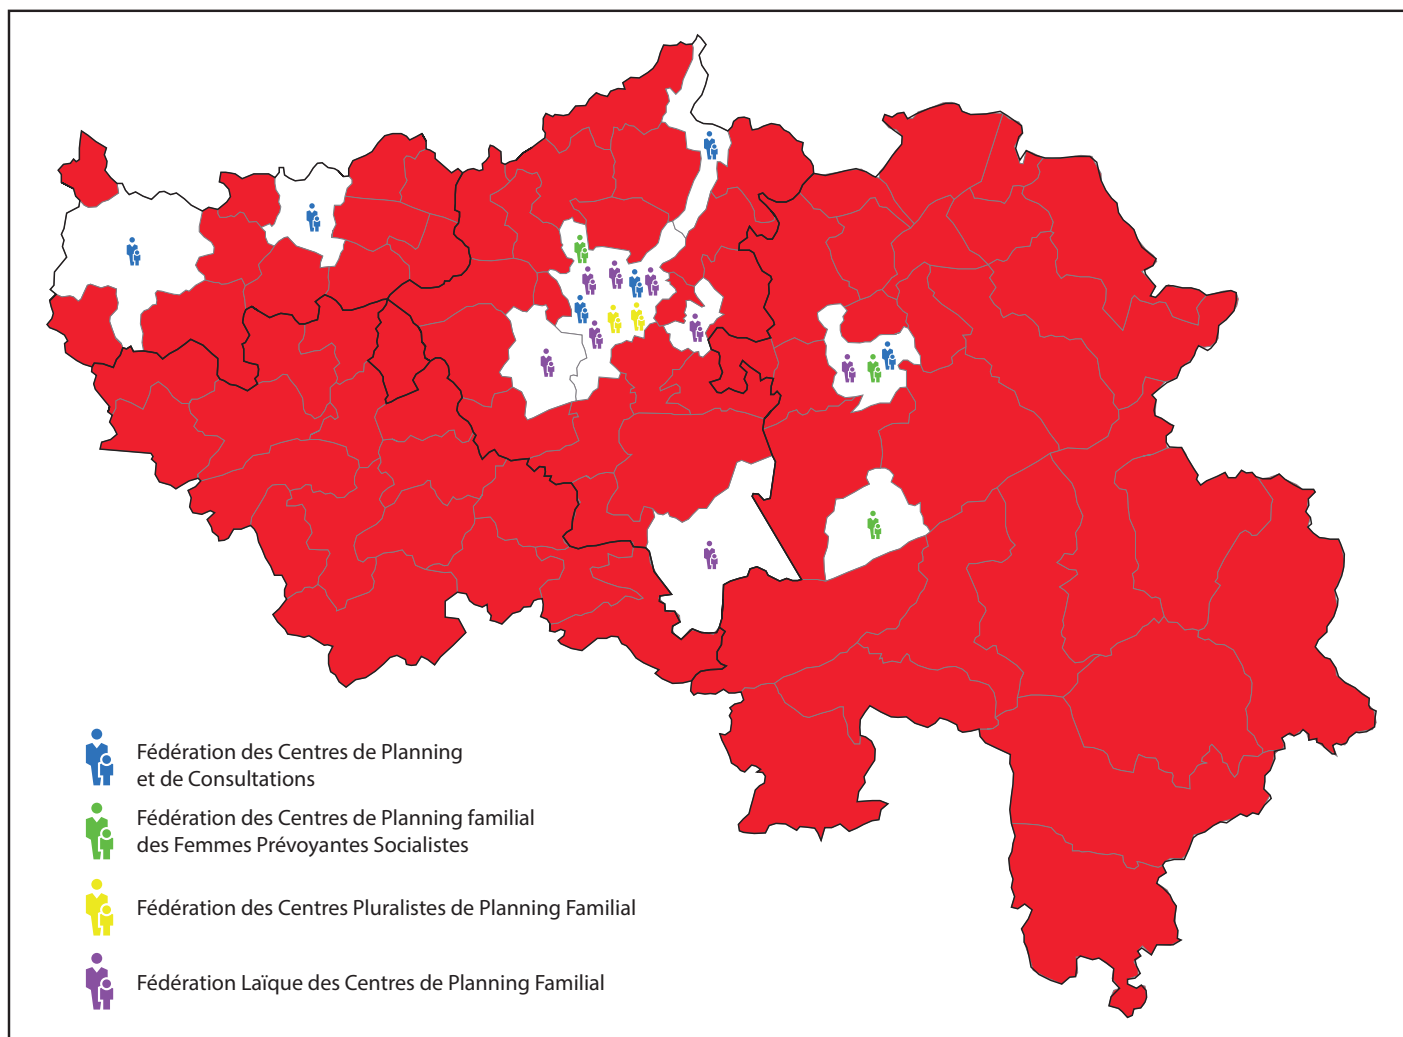 Fédération des Centres de Planning
et de Consultations
Fédération des Centres de Planning familial
des Femmes Prévoyantes Socialistes
Fédération des Centres Pluralistes de Planning Familial
Fédération Laïque des Centres de Planning Familial